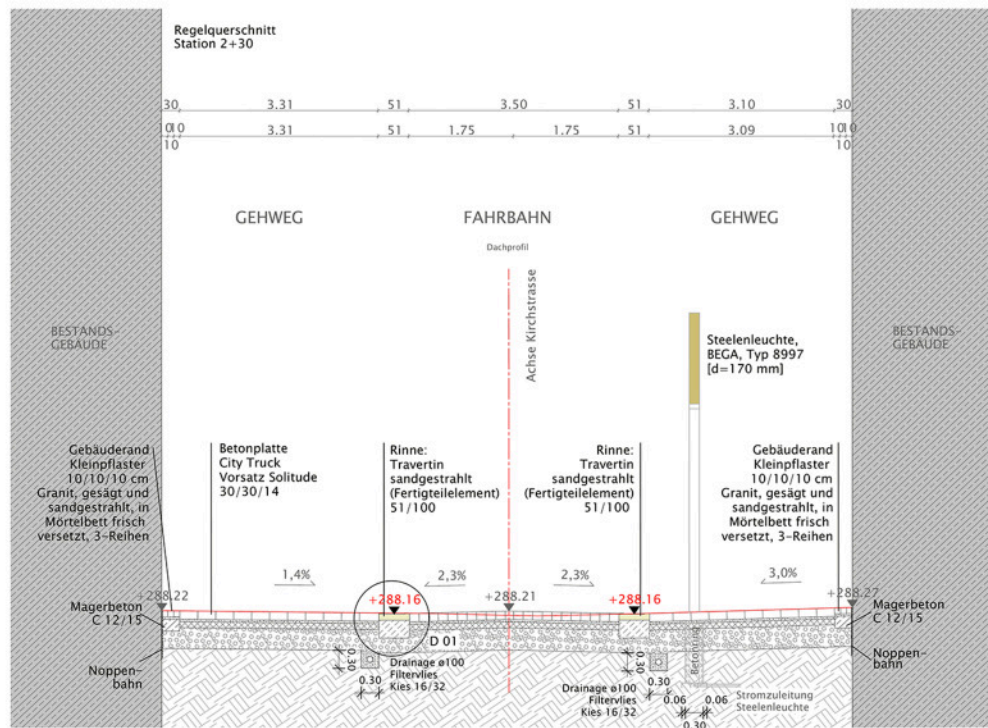 Regelquerschnitt
Station 2+30
30 3.31 51 3.50 51 3.10 30
3.31 51 1.75 1.75 51 3.09
10 10
GEHWEG FAHRBAHN GEHWEG
Dachprofil
Achse Kirchstrasse
BESTANDS-
GEBÄUDE
BESTANDS-
GEBÄUDE
Steelenleuchte,
BEGA, Typ 8997
[d=170 mm]
Gebäuderand
Kleinpflaster
10/10/10 cm
Granit, gesägt und
sandgestrahlt, in
Mörtelbett frisch
versetzt, 3-Reihen
Betonplatte
City Truck
Vorsatz Solitude
30/30/14
Rinne:
Travertin
sandgestrahlt
(Fertigteilelement)
51/100
Rinne:
Travertin
sandgestrahlt
(Fertigteilelement)
51/100
Gebäuderand
Kleinpflaster
10/10/10 cm
Granit, gesägt und
sandgestrahlt, in
Mörtelbett frisch
versetzt, 3-Reihen
1,4% 2,3% 2,3% 3,0%
+288.22 +288.16 +288.21 +288.16 +288.27
Magerbeton
C 12/15
Noppen-
bahn
Magerbeton
C 12/15
Noppen-
bahn
D 01
0.30
0.30
Drainage ø100
Filtervlies
Kies 16/32
0.30
0.30
Drainage ø100
Filtervlies
Kies 16/32
Betonring
0.06 0.06
0.30
Stromzuleitung
Steelenleuchte